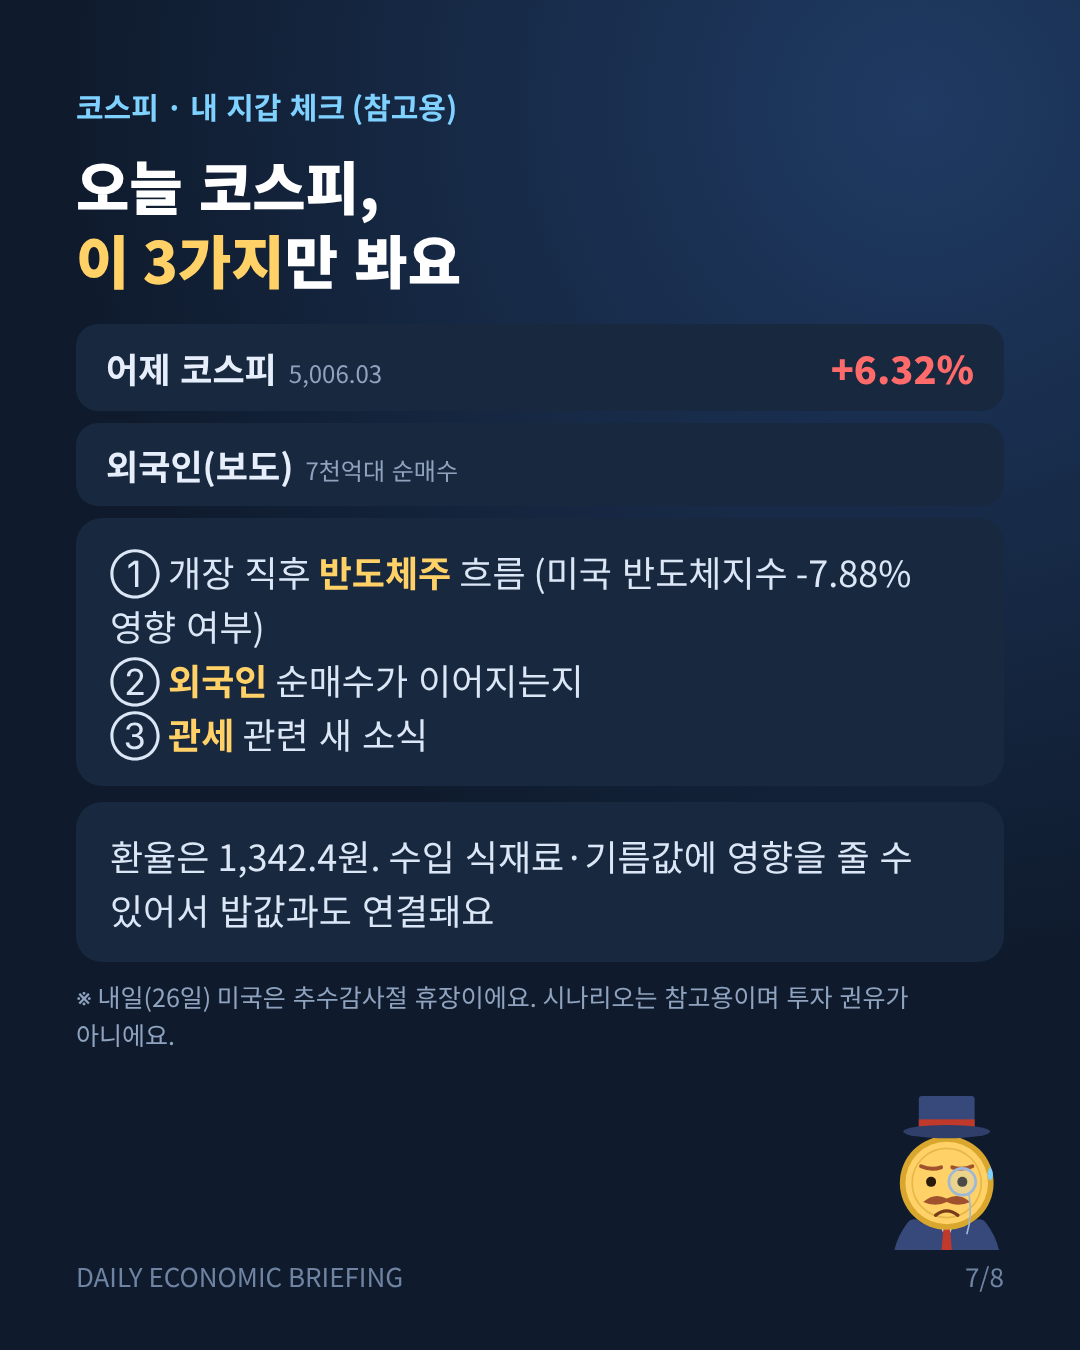 코스피 · 내 지갑 체크 (참고용)
오늘 코스피,
이 3가지만 봐요
어제 코스피 5,006.03 +6.32%
외국인(보도) 7천억대 순매수
① 개장 직후 반도체주 흐름 (미국 반도체지수 -7.88%
영향 여부)
② 외국인 순매수가 이어지는지
③ 관세 관련 새 소식
환율은 1,342.4원. 수입 식재료·기름값에 영향을 줄 수
있어서 밥값과도 연결돼요
※ 내일(26일) 미국은 추수감사절 휴장이에요. 시나리오는 참고용이며 투자 권유가
아니에요.
DAILY ECONOMIC BRIEFING 7/8